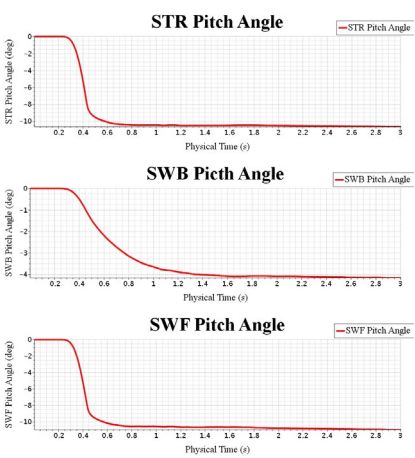 STR Pitch Angle
STR Pitch Angle
STR Pitch Angle (deg)
0
-2
-4
-6
-8
-10
0.2 0.4 0.6 0.8 1 1.2 1.4 1.6 1.8 2 2.2 2.4 2.6 2.8 3
Physical Time (s)
SWB Picth Angle
SWB Pitch Angle
SWB Pitch Angle (deg)
0
-1
-2
-3
-4
0.2 0.4 0.6 0.8 1 1.2 1.4 1.6 1.8 2 2.2 2.4 2.6 2.8 3
Physical Time (s)
SWF Pitch Angle
SWF Pitch Angle
SWF Pitch Angle (deg)
0
-2
-4
-6
-8
-10
0.2 0.4 0.6 0.8 1 1.2 1.4 1.6 1.8 2 2.2 2.4 2.6 2.8 3
Physical Time (s)